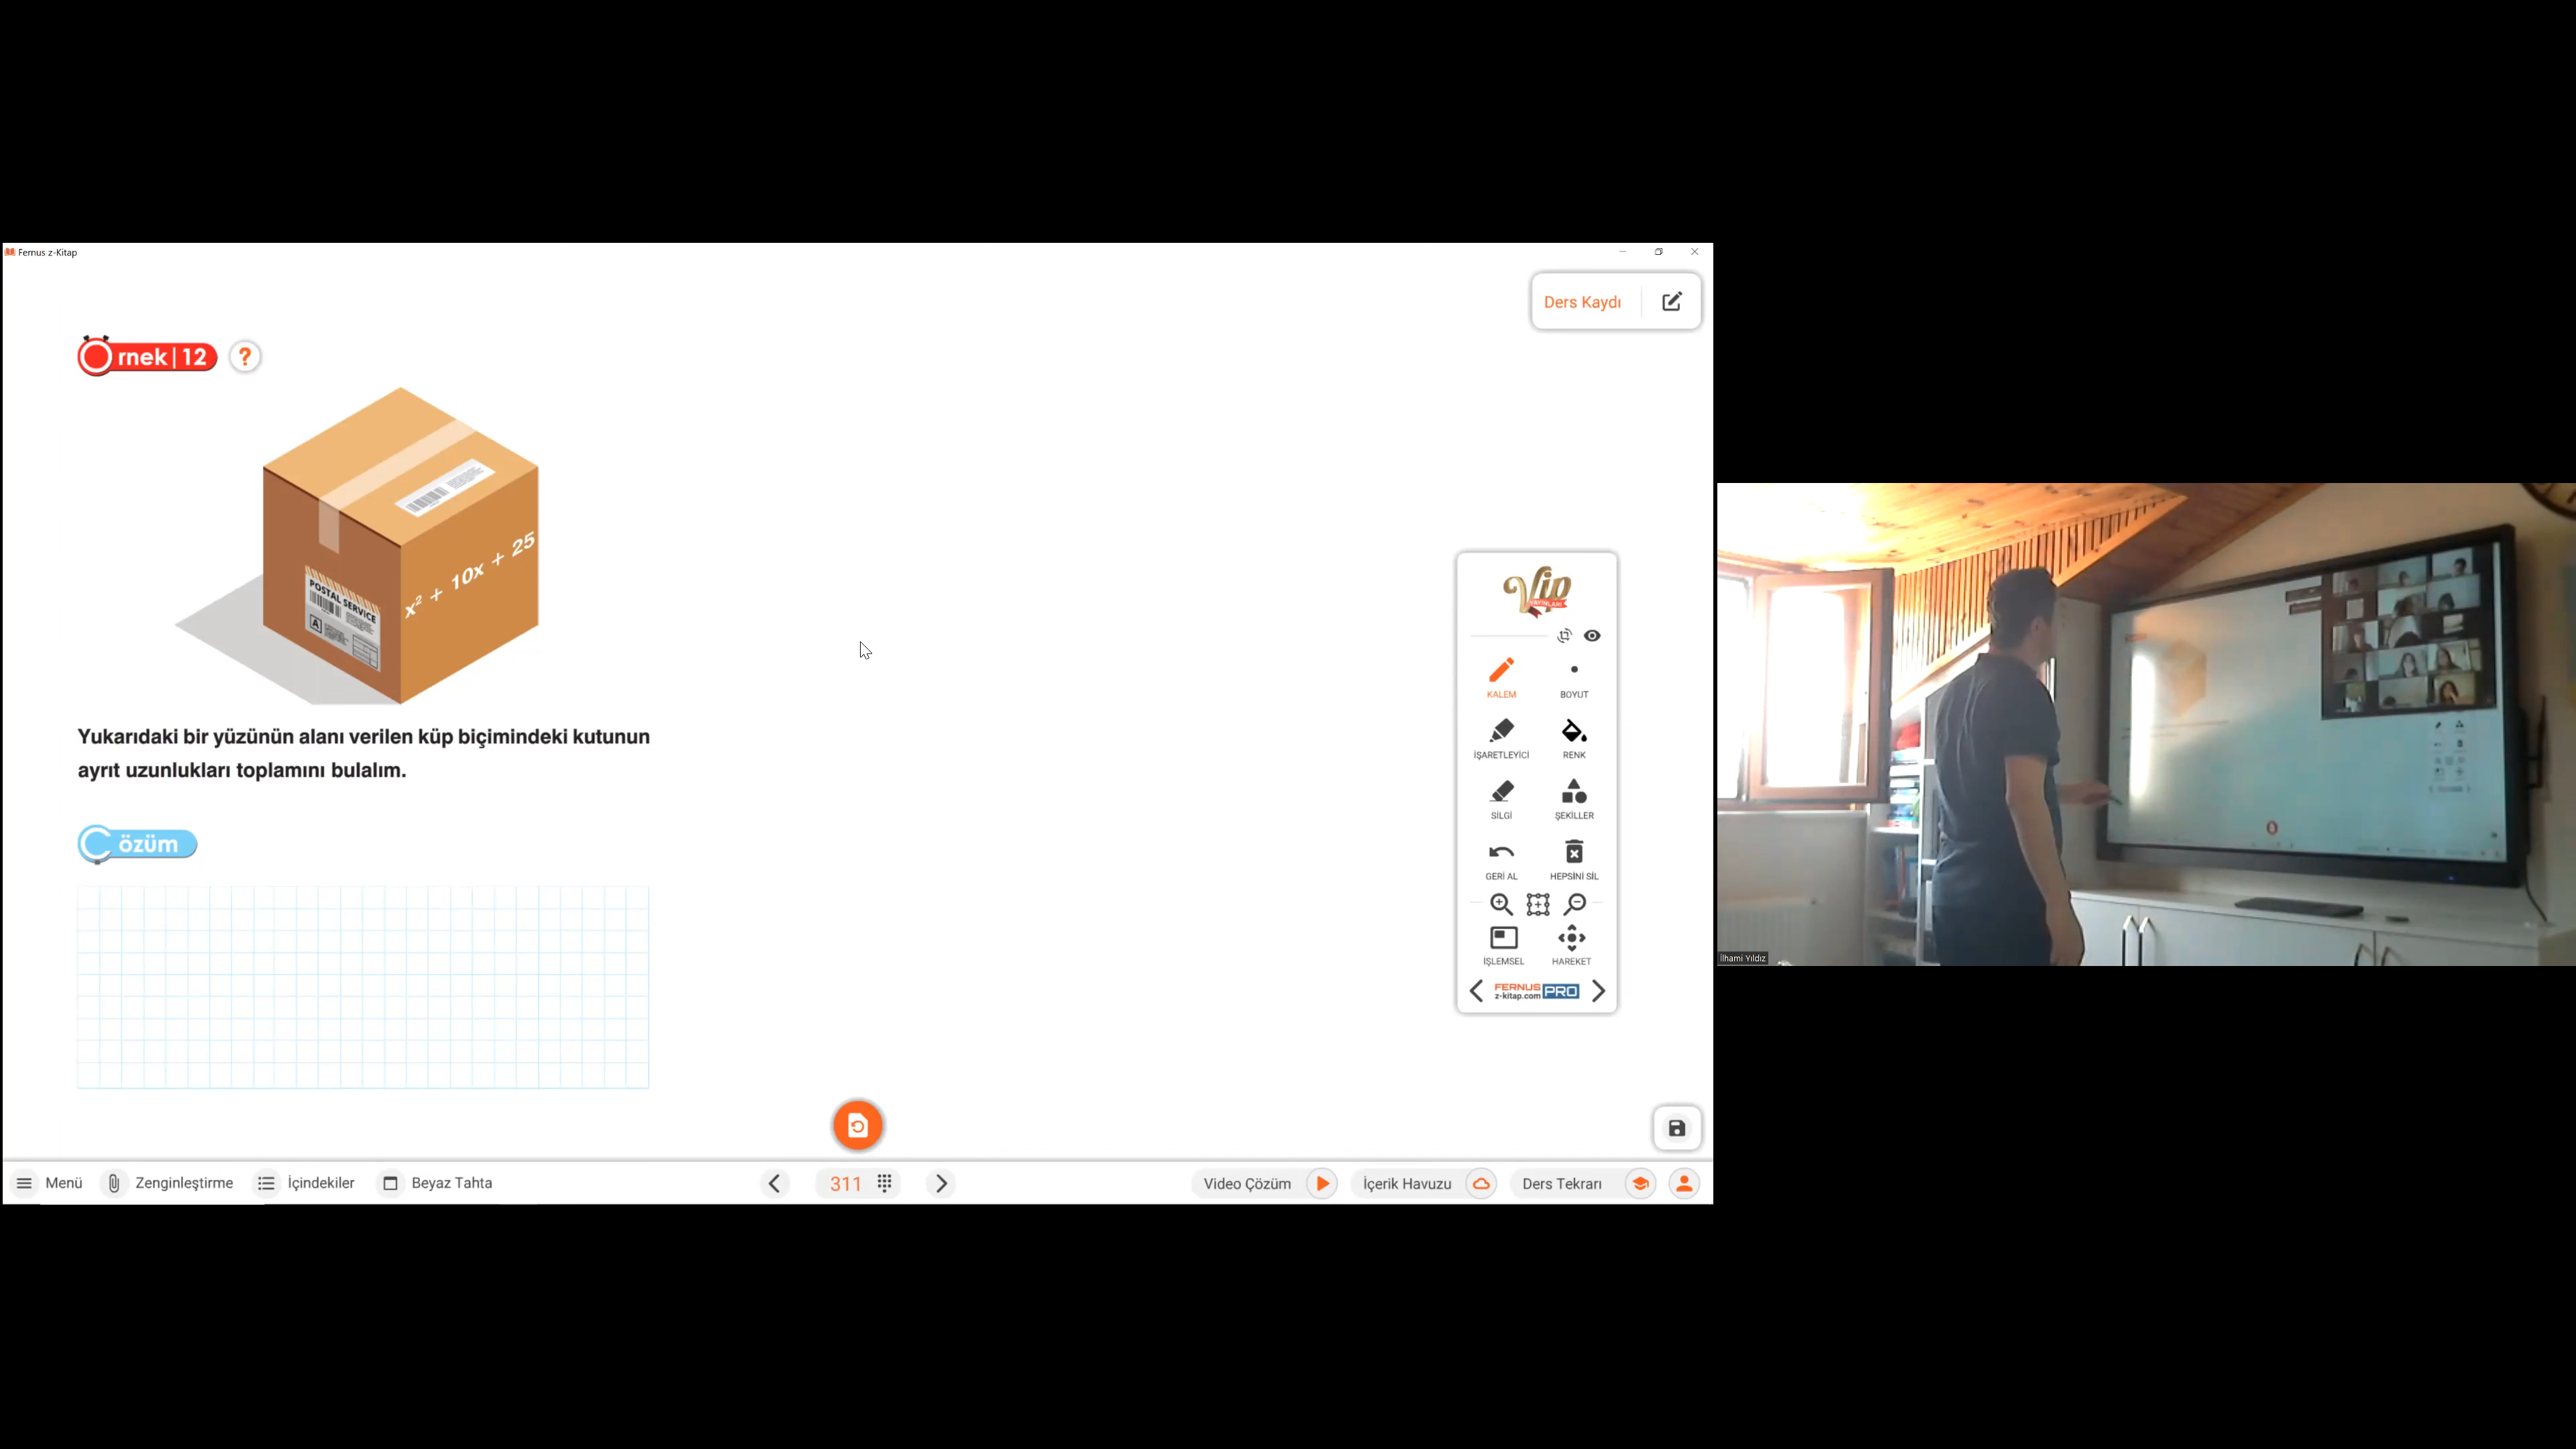 Fernus z-Kitap
Ders Kaydı
Örnek|12 ?
x² + 10x + 25
POSTAL SERVICE
A
Yukarıdaki bir yüzünün alanı verilen küp biçimindeki kutunun
ayrıt uzunlukları toplamını bulalım.
Çözüm
Vip
YAYINLARI
KALEM
BOYUT
İŞARETLEYİCİ
RENK
SİLGİ
ŞEKİLLER
GERİ AL
HEPSİNİ SİL
İŞLEMSEL
HAREKET
FERNUS
z-kitap.com PRO
Menü
Zenginleştirme
İçindekiler
Beyaz Tahta
311
Video Çözüm
İçerik Havuzu
Ders Tekrarı
İlhami Yıldız